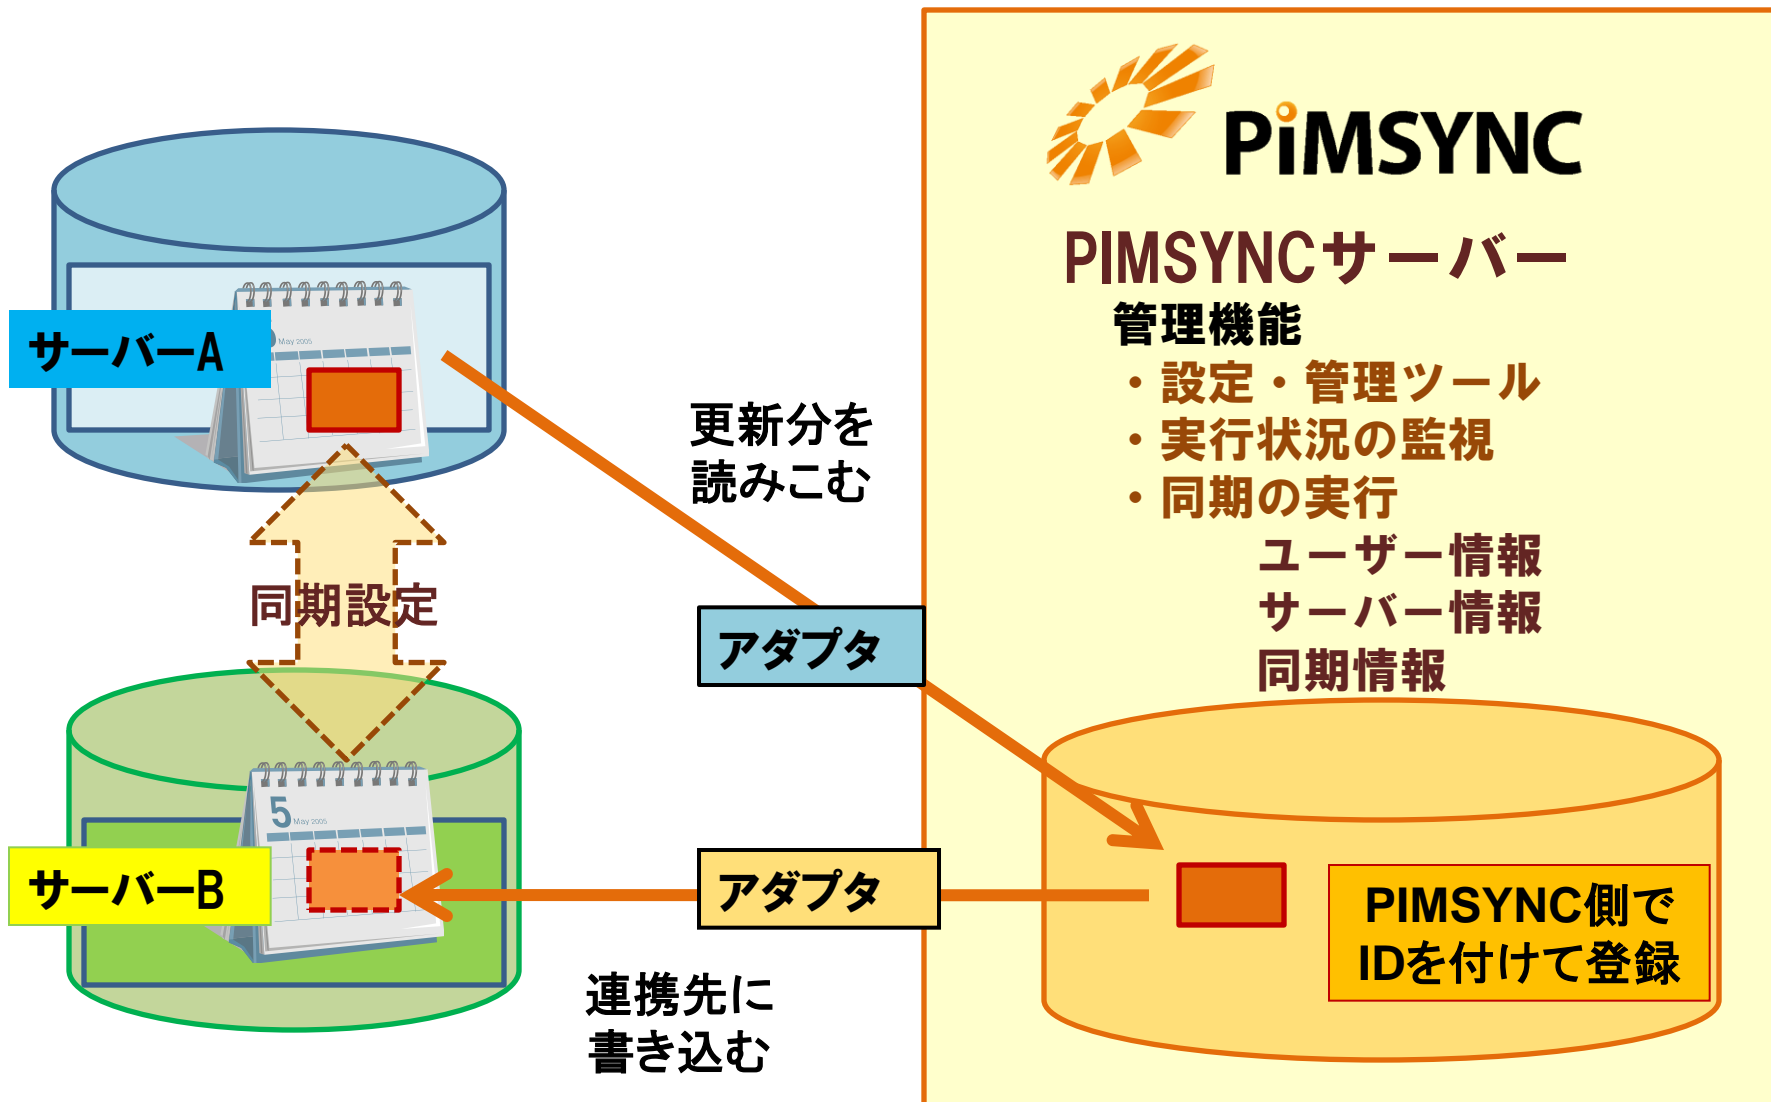 PiMSYNC
PIMSYNCサーバー
管理機能
・設定・管理ツール
・実行状況の監視
・同期の実行
ユーザー情報
サーバー情報
同期情報
サーバーA
May 2005
更新分を
読みこむ
同期設定
アダプタ
5
May 2005
サーバーB
アダプタ
PIMSYNC側で
IDを付けて登録
連携先に
書き込む